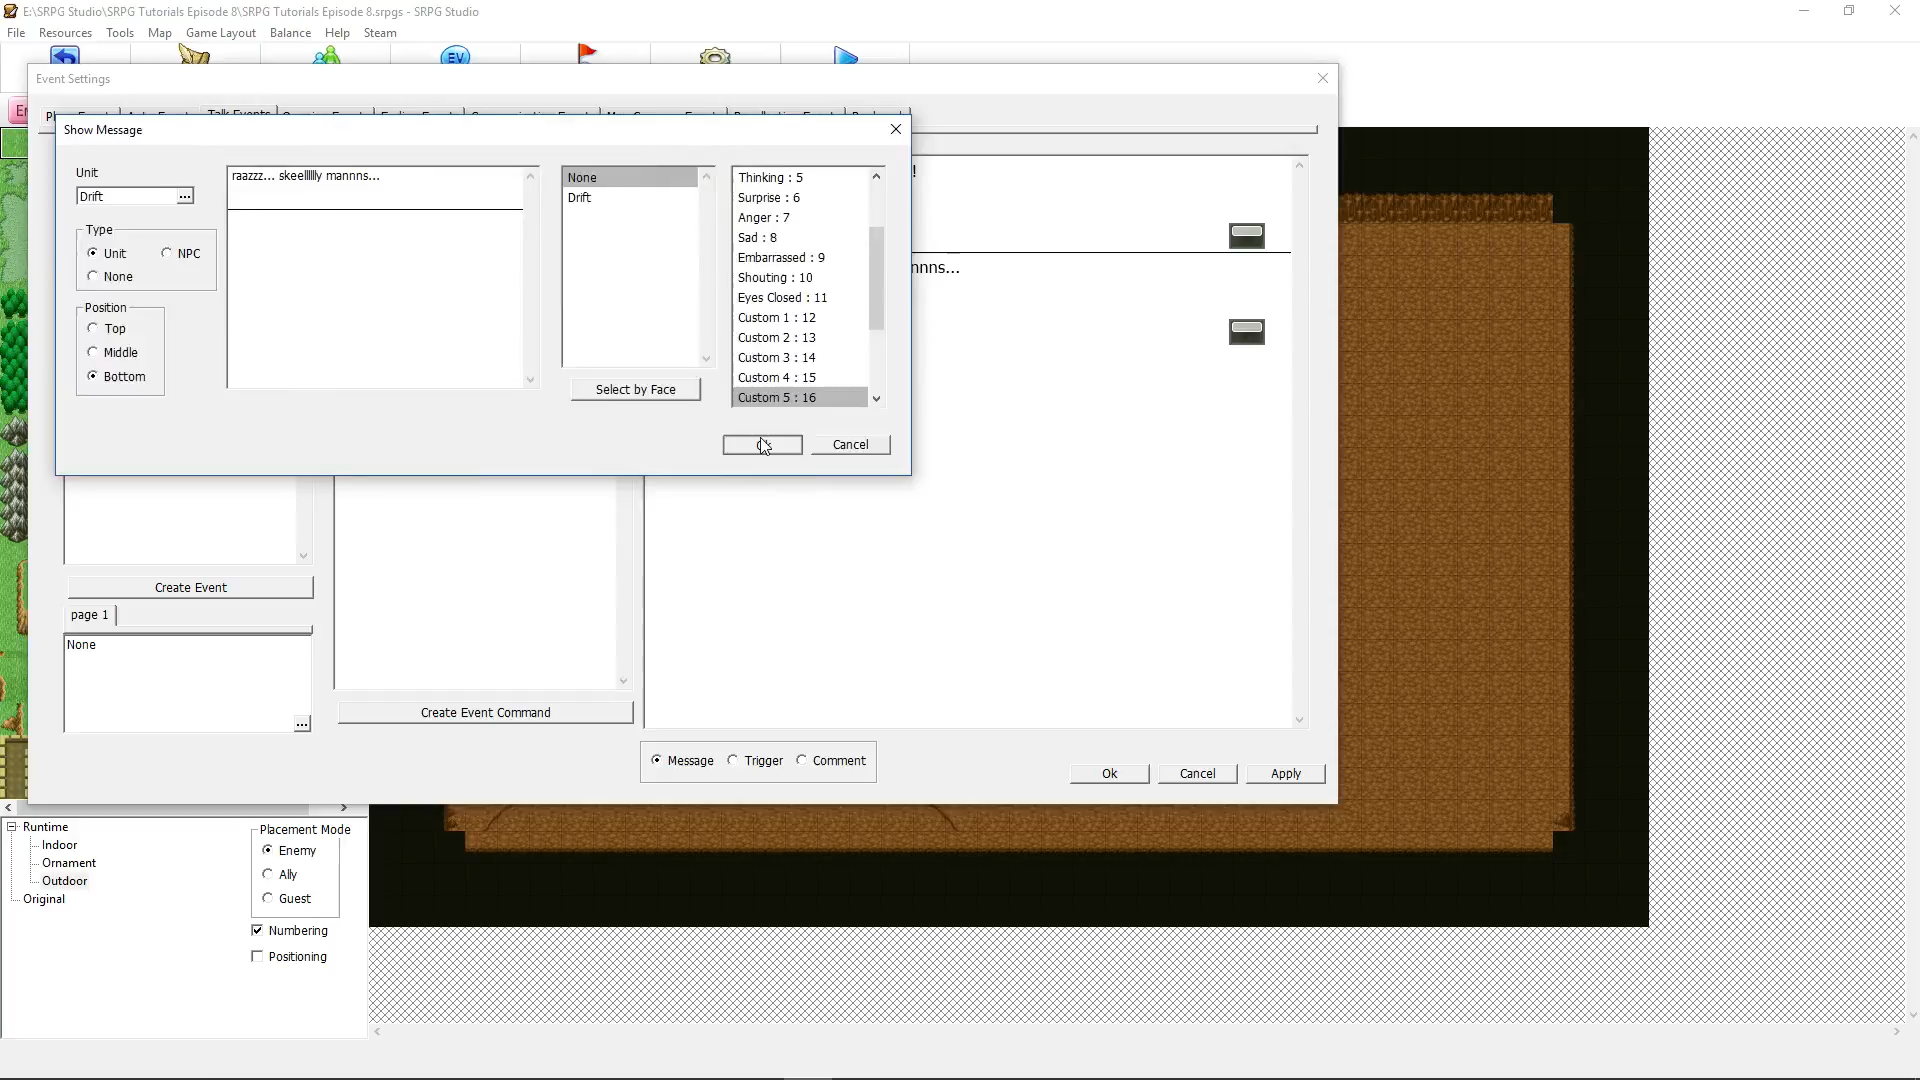 E:\SRPG Studio\SRPG Tutorials Episode 8\SRPG Tutorials Episode 8.srpgs - SRPG Studio
File Resources Tools Map Game Layout Balance Help Steam
EV
Event Settings
Talk Events
Show Message
Unit
Drift
...
Type
Unit NPC
None
Position
Top
Middle
Bottom
raazzz... skeelllllly mannns...
None
Drift
Select by Face
Thinking : 5
Surprise : 6
Anger : 7
Sad : 8
Embarrassed : 9
Shouting : 10
Eyes Closed : 11
Custom 1 : 12
Custom 2 : 13
Custom 3 : 14
Custom 4 : 15
Custom 5 : 16
Cancel
!
nnns...
Create Event
page 1
None
...
Create Event Command
Message Trigger Comment
Ok Cancel Apply
Runtime
Indoor
Ornament
Outdoor
Original
Placement Mode
Enemy
Ally
Guest
Numbering
Positioning